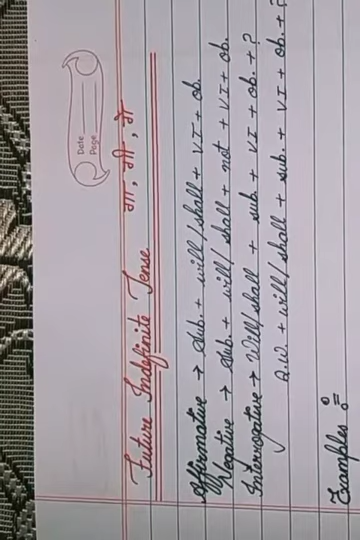 Date
Page
Future Indefinite Tense गा, गी, गे
Affirmative → Sub. + will/shall + VI + ob.
Negative → Sub. + will/shall + not + VI + ob.
Interrogative → Will/shall + sub. + VI + ob. + ?
Q.W. + will/shall + sub. + VI + ob. + ?
Examples :=